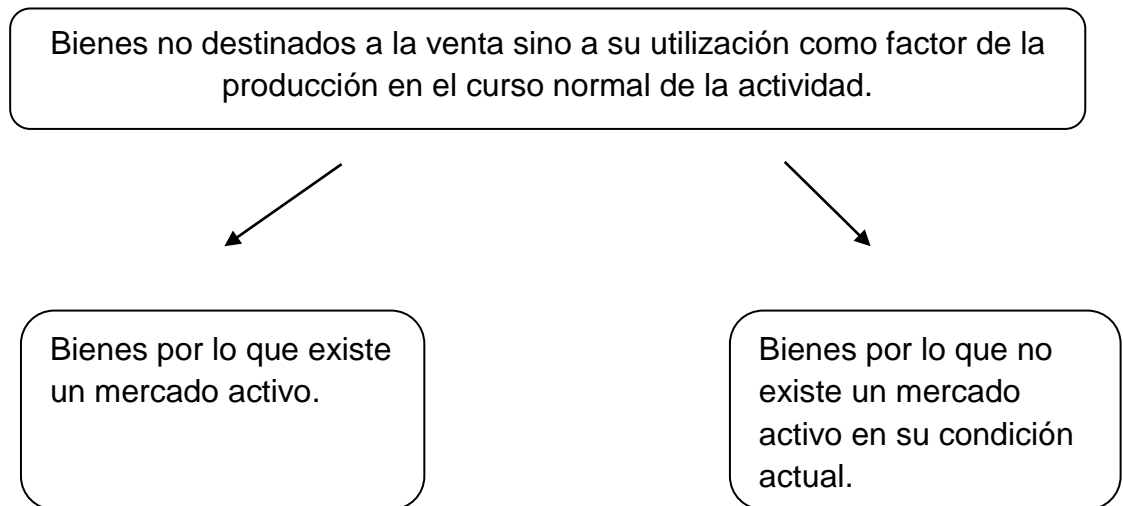 Bienes no destinados a la venta sino a su utilización como factor de la
producción en el curso normal de la actividad.
Bienes por lo que existe
un mercado activo.
Bienes por lo que no
existe un mercado
activo en su condición
actual.